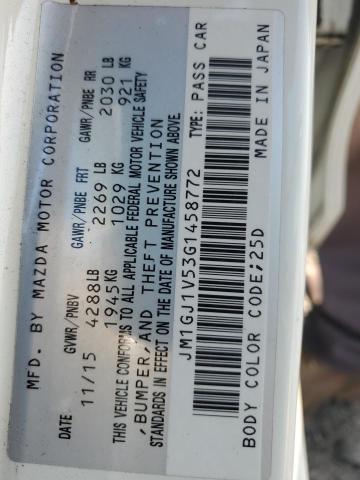 MFD. BY MAZDA MOTOR CORPORATION
DATE GVWR/PNBV GAWR/PNBE FRT GAWR/PNBE RR
11/15 4288LB 2269 LB 2030 LB
1945KG 1029 KG 921 KG
THIS VEHICLE CONFORMS TO ALL APPLICABLE FEDERAL MOTOR VEHICLE SAFETY
,BUMPER,AND THEFT PREVENTION
STANDARDS IN EFFECT ON THE DATE OF MANUFACTURE SHOWN ABOVE
JM1GJ1V53G1458772 TYPE: PASS CAR
BODY COLOR CODE;25D MADE IN JAPAN